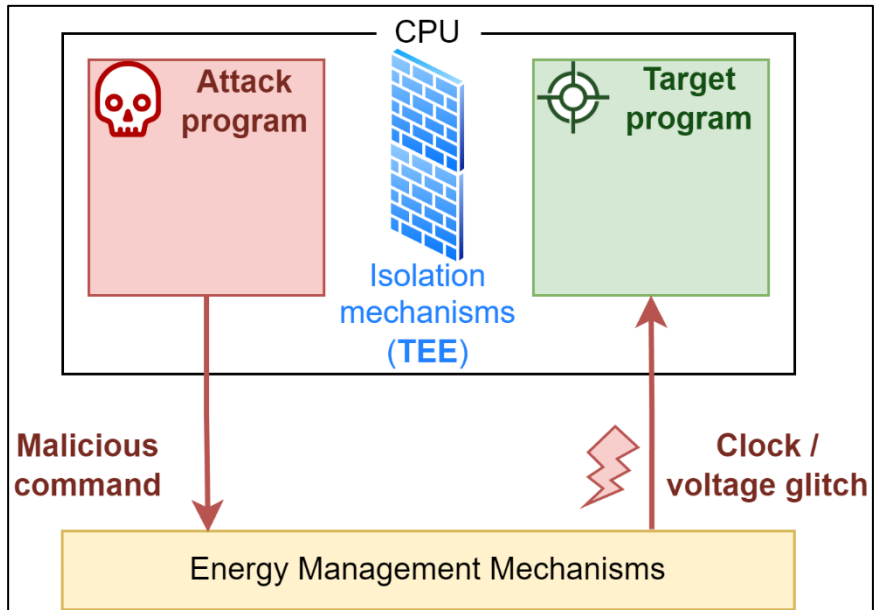 CPU
Attack
program
Target
program
Isolation
mechanisms
(TEE)
Malicious
command
Clock /
voltage glitch
Energy Management Mechanisms